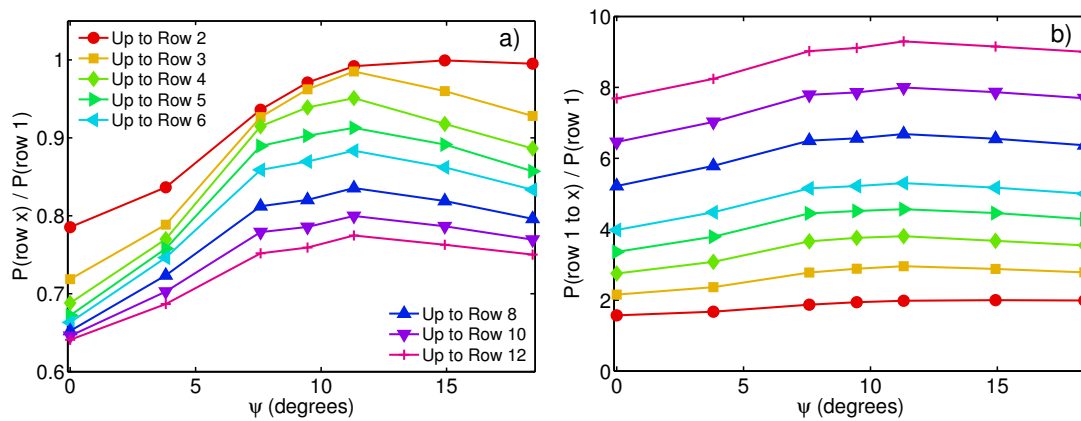 a)
P(row x) / P(row 1)
1
0.9
0.8
0.7
0.6
Up to Row 2
Up to Row 3
Up to Row 4
Up to Row 5
Up to Row 6
Up to Row 8
Up to Row 10
Up to Row 12
0 5 10 15
ψ (degrees)
b)
P(row 1 to x) / P(row 1)
10
8
6
4
2
0
0 5 10 15
ψ (degrees)